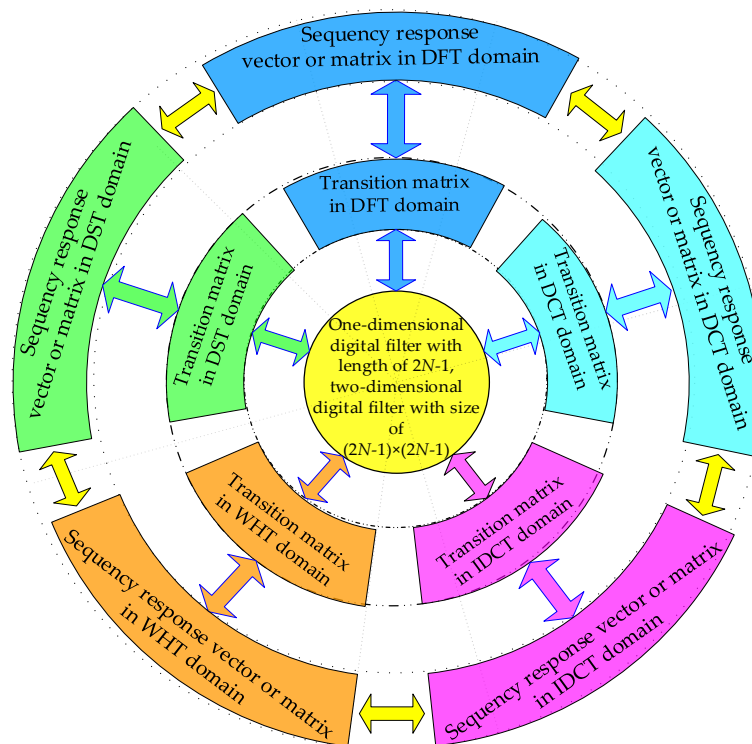 Sequency response
vector or matrix in DFT domain
Transition matrix
in DFT domain
Sequency response
vector or matrix in DST domain
Transition matrix
in DST domain
Sequency response
vector or matrix in DCT domain
Transition matrix
in DCT domain
One-dimensional
digital filter with
length of 2N-1,
two-dimensional
digital filter with size
of
(2N-1)×(2N-1)
Transition matrix
in WHT domain
Sequency response vector or matrix
in WHT domain
Transition matrix
in IDCT domain
Sequency response vector or matrix
in IDCT domain